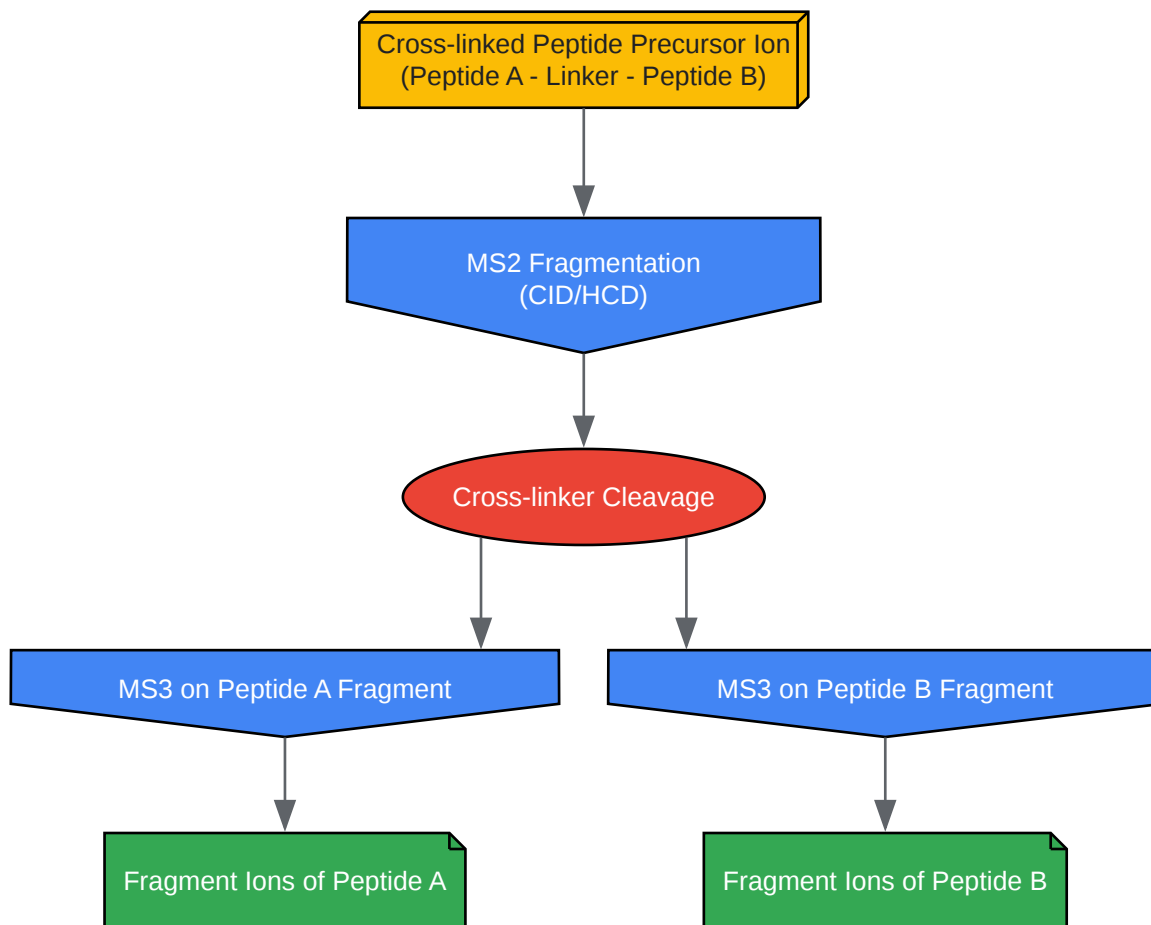 Cross-linked Peptide Precursor Ion
(Peptide A - Linker - Peptide B)
MS2 Fragmentation
(CID/HCD)
Cross-linker Cleavage
MS3 on Peptide A Fragment
MS3 on Peptide B Fragment
Fragment Ions of Peptide A
Fragment Ions of Peptide B